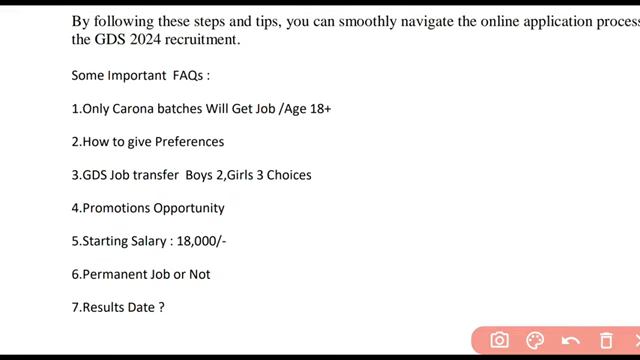 By following these steps and tips, you can smoothly navigate the online application process
the GDS 2024 recruitment.
Some Important FAQs :
1.Only Carona batches Will Get Job /Age 18+
2.How to give Preferences
3.GDS Job transfer Boys 2,Girls 3 Choices
4.Promotions Opportunity
5.Starting Salary : 18,000/-
6.Permanent Job or Not
7.Results Date ?